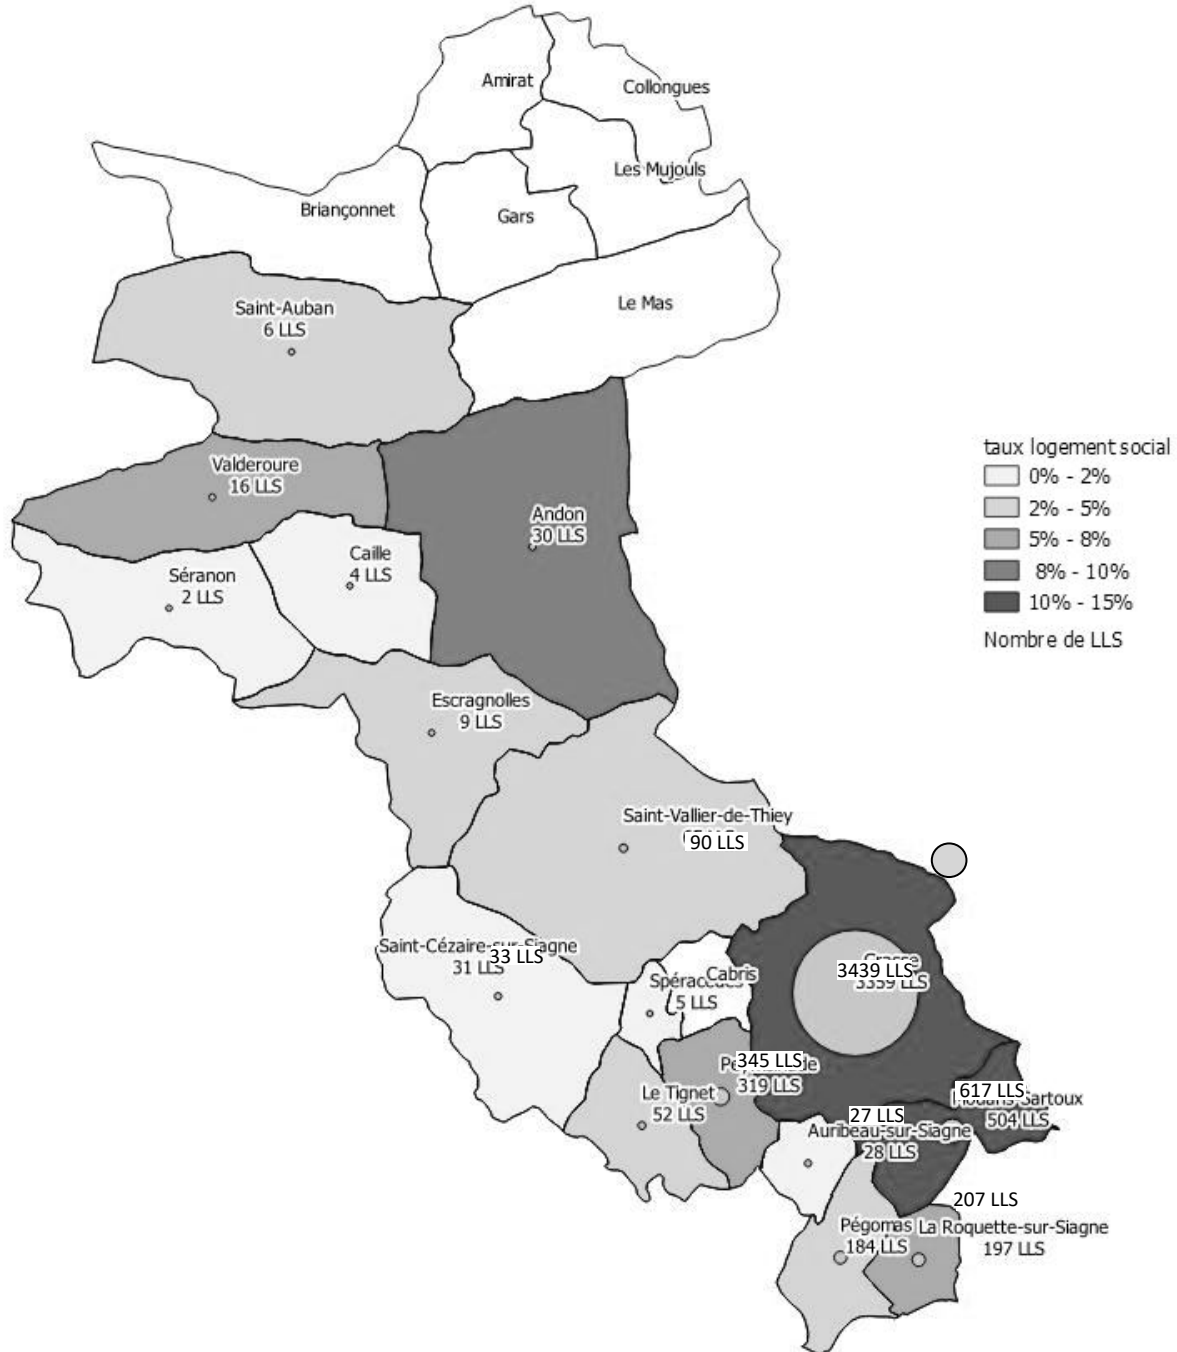 Amirat
Collongues
Les Mujouls
Briançonnet
Gars
Le Mas
Saint-Auban
6 LLS
Valderoure
16 LLS
Andon
30 LLS
Caille
4 LLS
Séranon
2 LLS
taux logement social
0% - 2%
2% - 5%
5% - 8%
8% - 10%
10% - 15%
Nombre de LLS
Escragnolles
9 LLS
Saint-Vallier-de-Thiey
90 LLS
Saint-Cézaire-sur-Siagne
33 LLS
31 LLS
Cabris
5 LLS
3439 LLS
3359 LLS
345 LLS
319 LLS
Le Tignet
52 LLS
617 LLS
Mouans-Sartoux
504 LLS
27 LLS
Auribeau-sur-Siagne
28 LLS
207 LLS
Pégomas
184 LLS
La Roquette-sur-Siagne
197 LLS